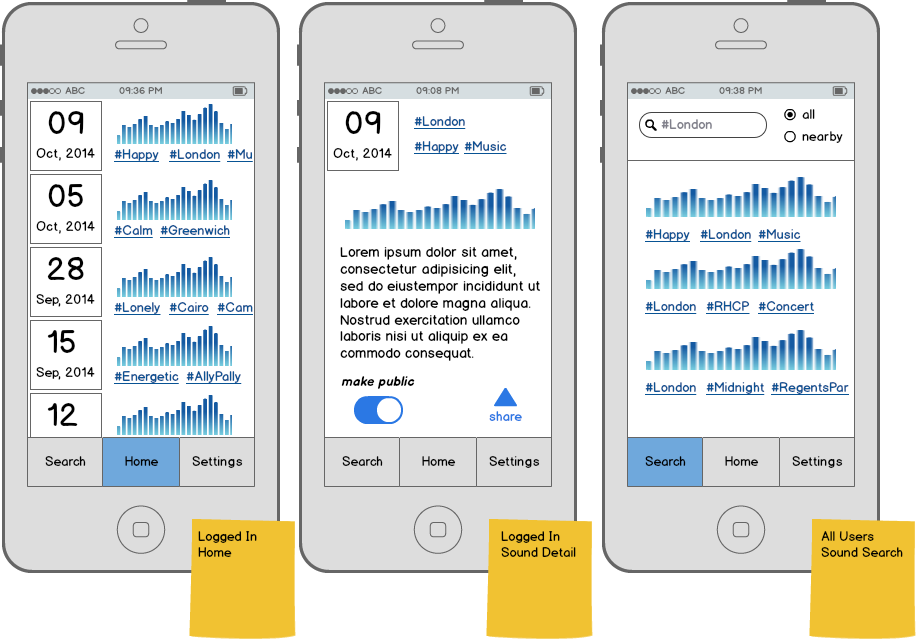 ABC 09:36 PM
09
Oct, 2014
#Happy #London #Mu
05
Oct, 2014
#Calm #Greenwich
28
Sep, 2014
#Lonely #Cairo #Cam
15
Sep, 2014
#Energetic #AllyPally
12
Search Home Settings
Logged In
Home
ABC 09:08 PM
09
Oct, 2014
#London
#Happy #Music
Lorem ipsum dolor sit amet,
consectetur adipisicing elit,
sed do eiustempor incididunt ut
labore et dolore magna aliqua.
Nostrud exercitation ullamco
laboris nisi ut aliquip ex ea
commodo consequat.
make public
share
Search Home Settings
Logged In
Sound Detail
ABC 09:38 PM
#London
all
nearby
#Happy #London #Music
#London #RHCP #Concert
#London #Midnight #RegentsPar
Search Home Settings
All Users
Sound Search